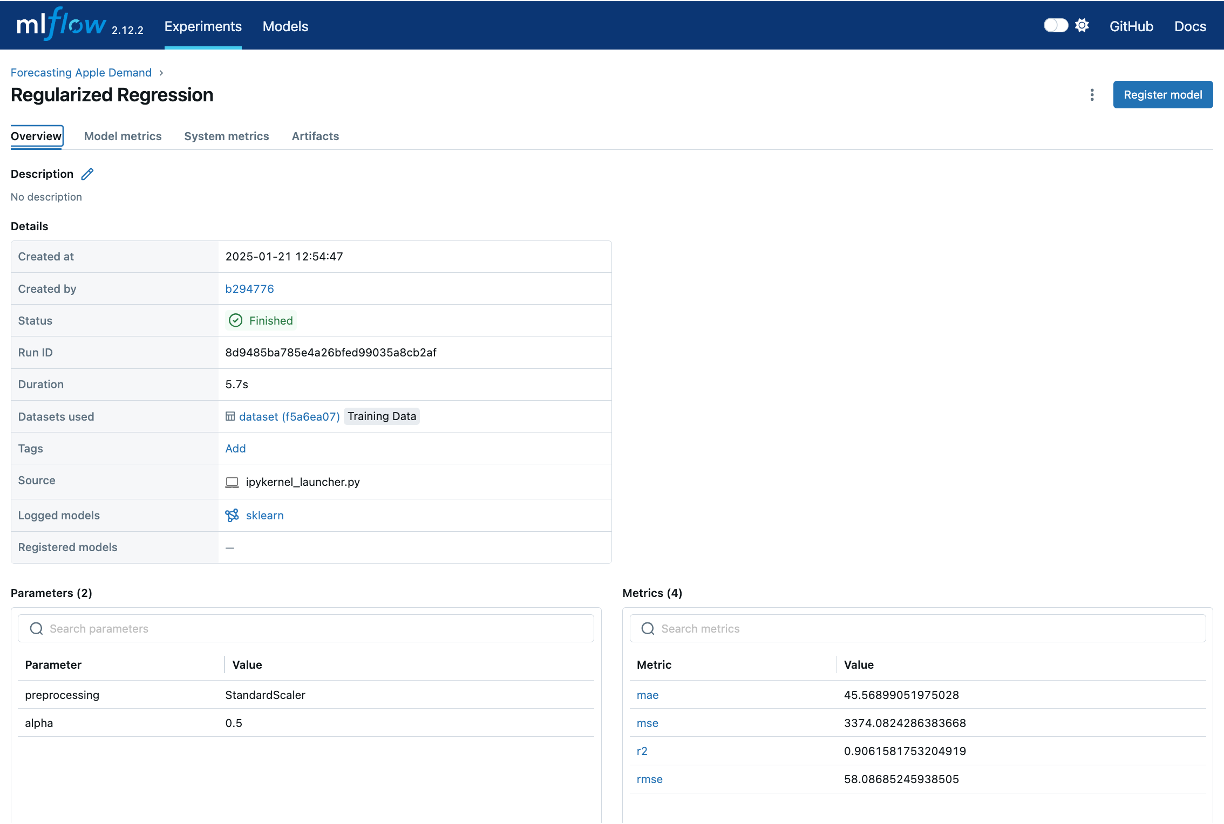 mlflow 2.12.2 Experiments Models GitHub Docs
Forecasting Apple Demand ›
Regularized Regression
Register model
Overview Model metrics System metrics Artifacts
Description
No description
Details
Created at 2025-01-21 12:54:47
Created by b294776
Status Finished
Run ID 8d9485ba785e4a26bfed99035a8cb2af
Duration 5.7s
Datasets used dataset (f5a6ea07) Training Data
Tags Add
Source ipykernel_launcher.py
Logged models sklearn
Registered models —
Parameters (2)
Search parameters
Parameter Value
preprocessing StandardScaler
alpha 0.5
Metrics (4)
Search metrics
Metric Value
mae 45.56899051975028
mse 3374.0824286383668
r2 0.9061581753204919
rmse 58.08685245938505